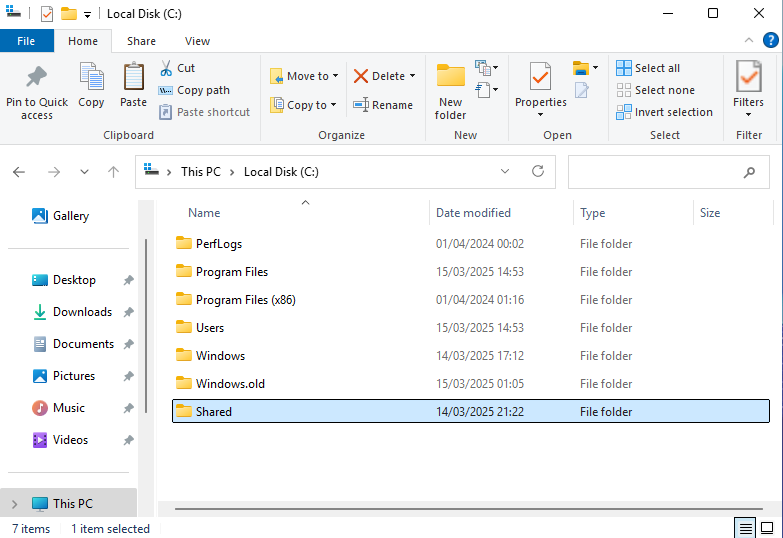 Local Disk (C:)
File Home Share View
Pin to Quick access
Copy
Paste
Cut
Copy path
Paste shortcut
Clipboard
Move to
Copy to
Delete
Rename
Organize
New folder
New
Properties
Open
Select all
Select none
Invert selection
Select
Filters
Filter
This PC Local Disk (C:)
Gallery
Desktop
Downloads
Documents
Pictures
Music
Videos
This PC
Name Date modified Type Size
PerfLogs 01/04/2024 00:02 File folder
Program Files 15/03/2025 14:53 File folder
Program Files (x86) 01/04/2024 01:16 File folder
Users 15/03/2025 14:53 File folder
Windows 14/03/2025 17:12 File folder
Windows.old 15/03/2025 01:05 File folder
Shared 14/03/2025 21:22 File folder
7 items 1 item selected